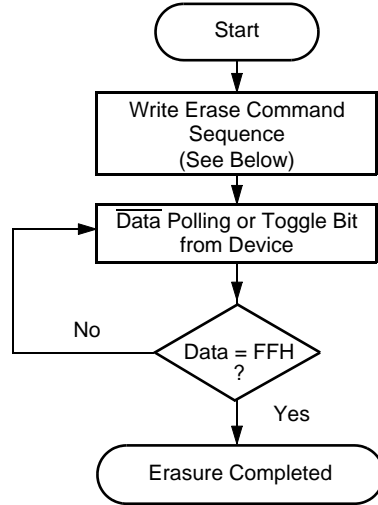 Start
Write Erase Command
Sequence
(See Below)
Data Polling or Toggle Bit
from Device
No
Data = FFH
?
Yes
Erasure Completed